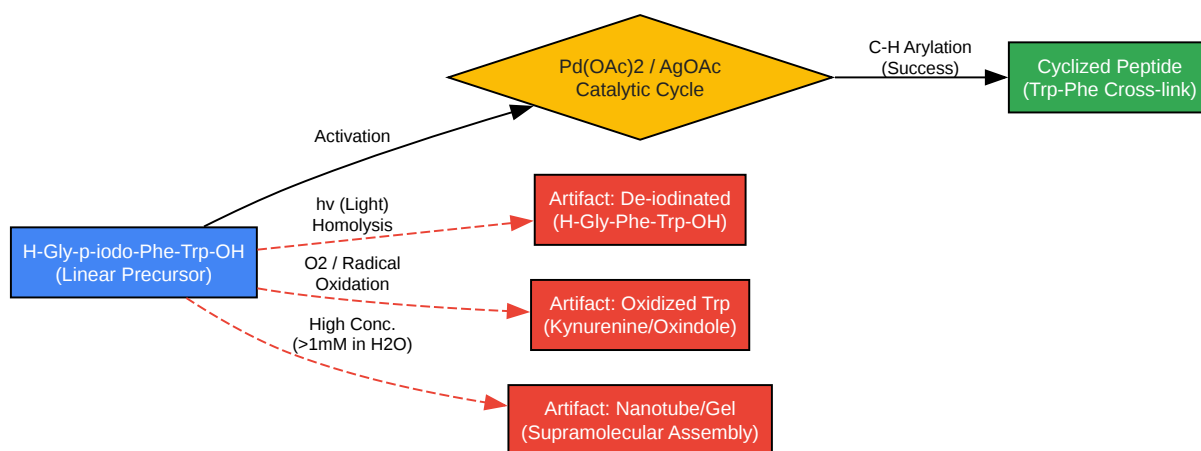 Pd(OAc)2 / AgOAc
Catalytic Cycle
C-H Arylation
(Success)
Cyclized Peptide
(Trp-Phe Cross-link)
Activation
H-Gly-p-iodo-Phe-Trp-OH
(Linear Precursor)
hv (Light)
Homolysis
Artifact: De-iodinated
(H-Gly-Phe-Trp-OH)
O2 / Radical
Oxidation
Artifact: Oxidized Trp
(Kynurenine/Oxindole)
High Conc.
(>1mM in H2O)
Artifact: Nanotube/Gel
(Supramolecular Assembly)